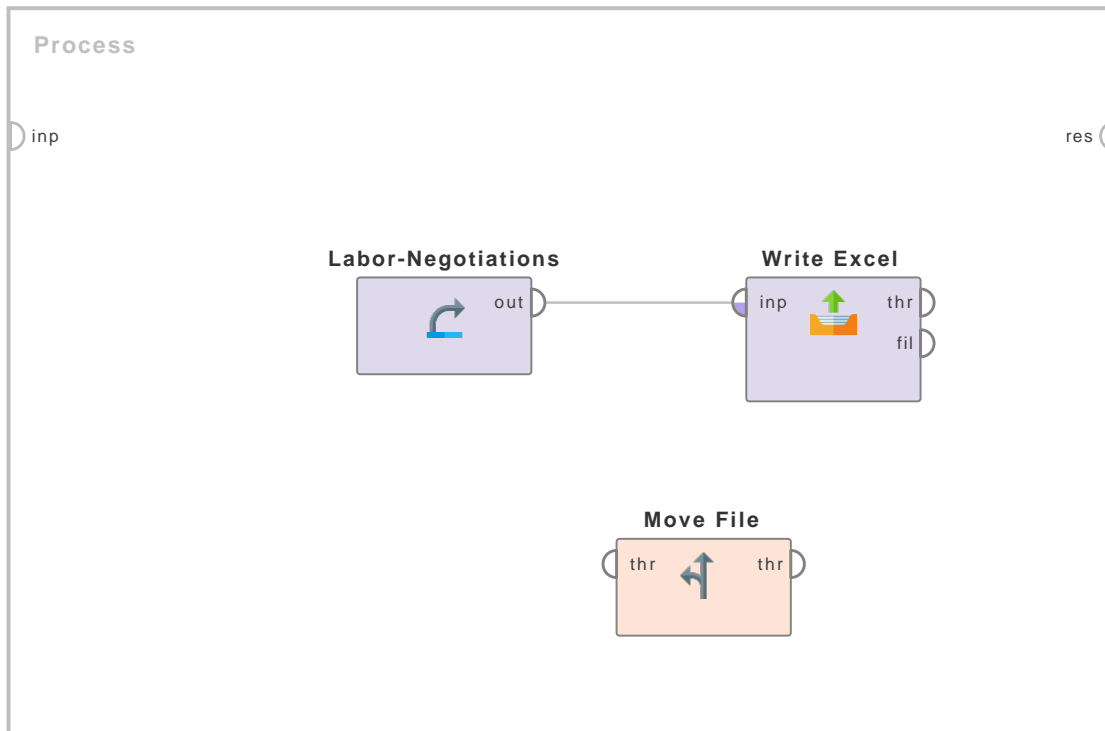 Process
inp
res
Labor-Negotiations
out
Write Excel
inp
thr
fil
Move File
thr
thr